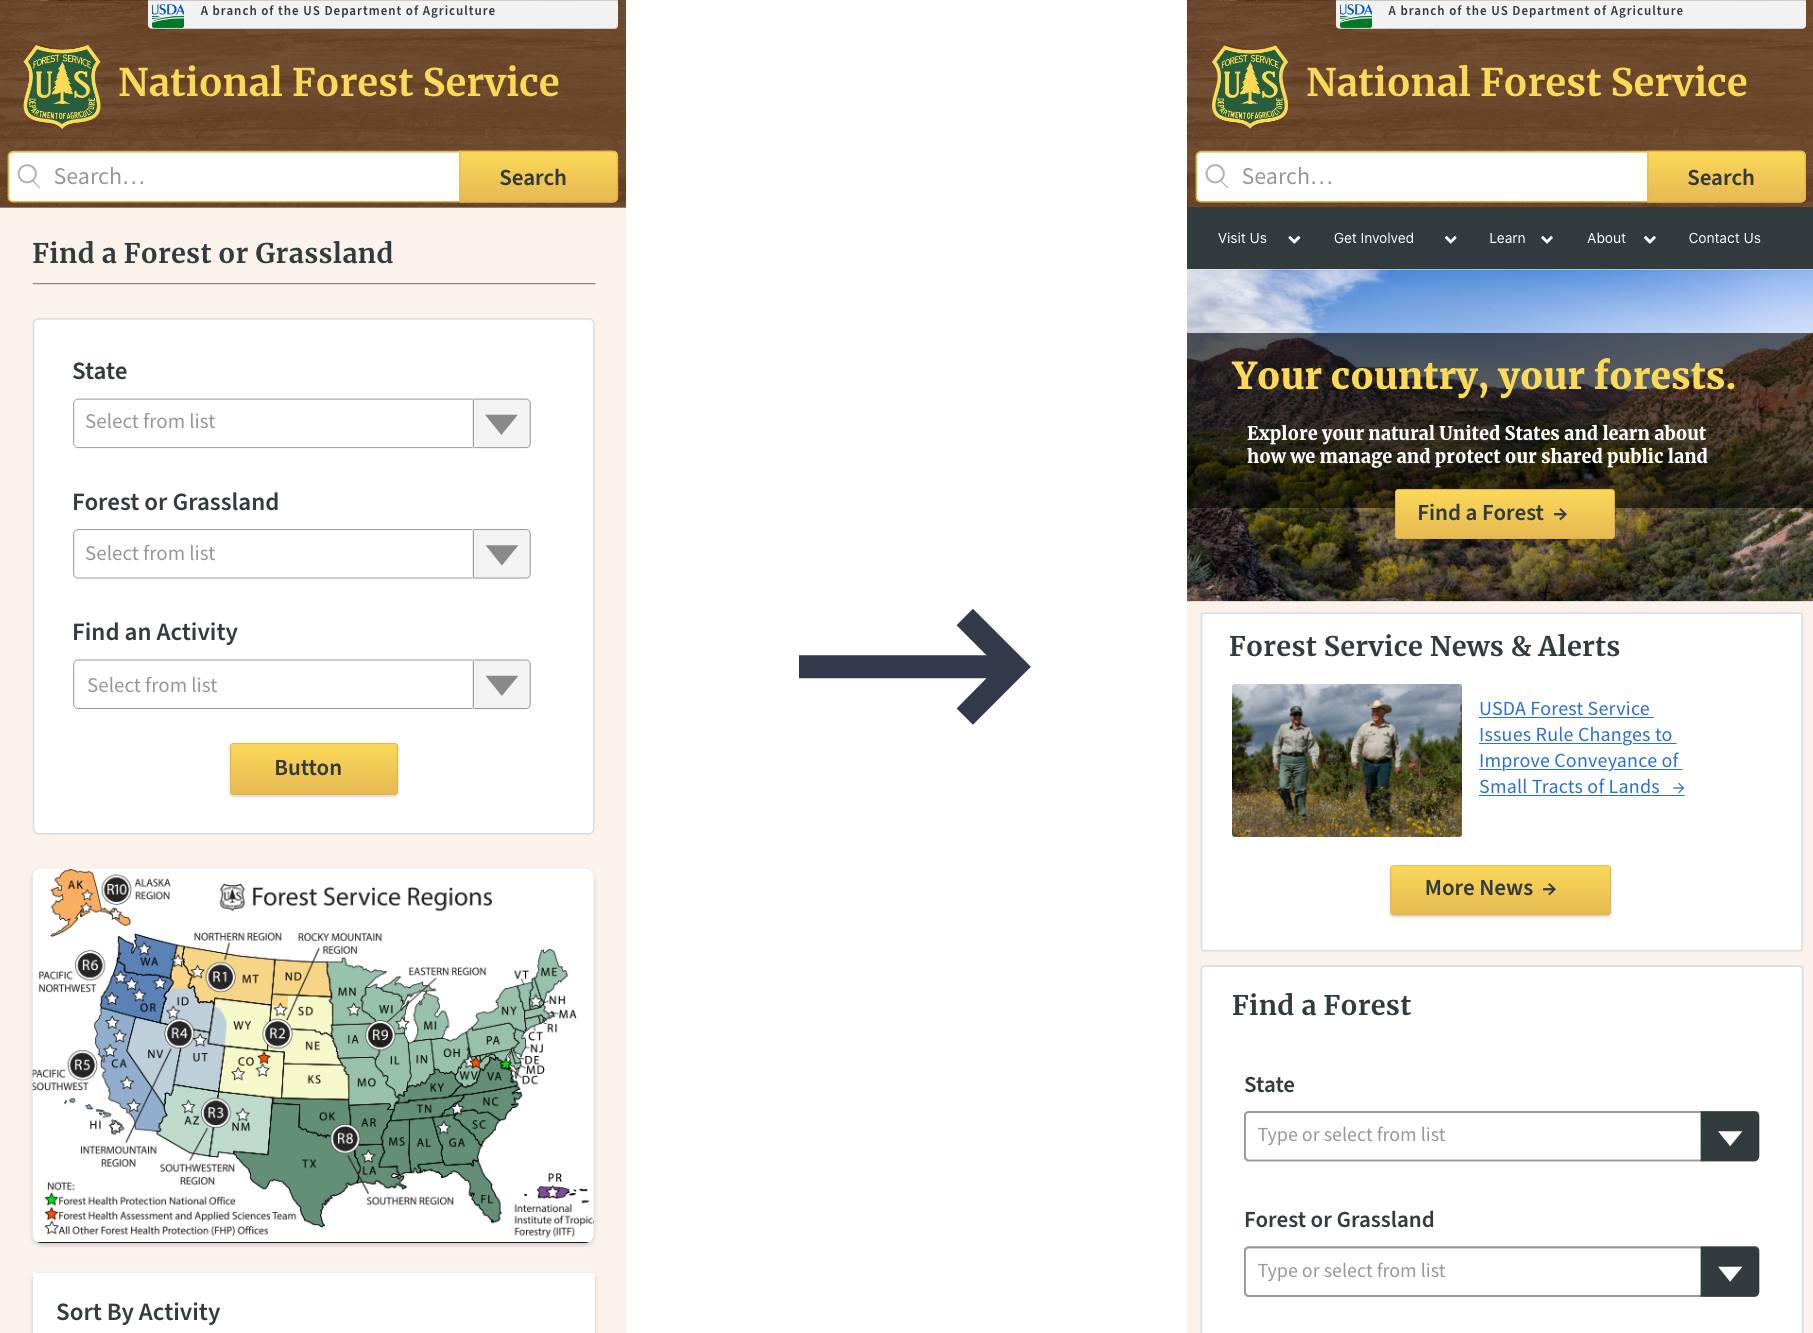 USDA A branch of the US Department of Agriculture
FOREST SERVICE
U S
DEPARTMENT OF AGRICULTURE
National Forest Service
Search...
Search
Find a Forest or Grassland
State
Select from list
Forest or Grassland
Select from list
Find an Activity
Select from list
Button
AK
R10
ALASKA
REGION
Forest Service Regions
NORTHERN REGION
ROCKY MOUNTAIN
REGION
EASTERN REGION
R6
PACIFIC
NORTHWEST
WA
R1
MT
ND
VT
ME
OR
ID
MN
WI
NY
NH
MA
RI
SD
WY
R2
R4
R9
MI
CT
NJ
DE
MD
DC
PA
NE
IA
IL
IN
OH
WV
VA
R5
PACIFIC
SOUTHWEST
CA
NV
UT
CO
KS
MO
KY
NC
TN
SC
HI
AZ
R3
NM
OK
AR
R8
MS
AL
GA
INTERMOUNTAIN
REGION
SOUTHWESTERN
REGION
TX
LA
FL
SOUTHERN REGION
PR
International
Institute of Tropic
Forestry (IITF)
NOTE:
Forest Health Protection National Office
Forest Health Assessment and Applied Sciences Team
All Other Forest Health Protection (FHP) Offices
Sort By Activity
USDA A branch of the US Department of Agriculture
FOREST SERVICE
U S
DEPARTMENT OF AGRICULTURE
National Forest Service
Search...
Search
Visit Us Get Involved Learn About Contact Us
Your country, your forests.
Explore your natural United States and learn about
how we manage and protect our shared public land
Find a Forest →
Forest Service News & Alerts
USDA Forest Service
Issues Rule Changes to
Improve Conveyance of
Small Tracts of Lands →
More News →
Find a Forest
State
Type or select from list
Forest or Grassland
Type or select from list